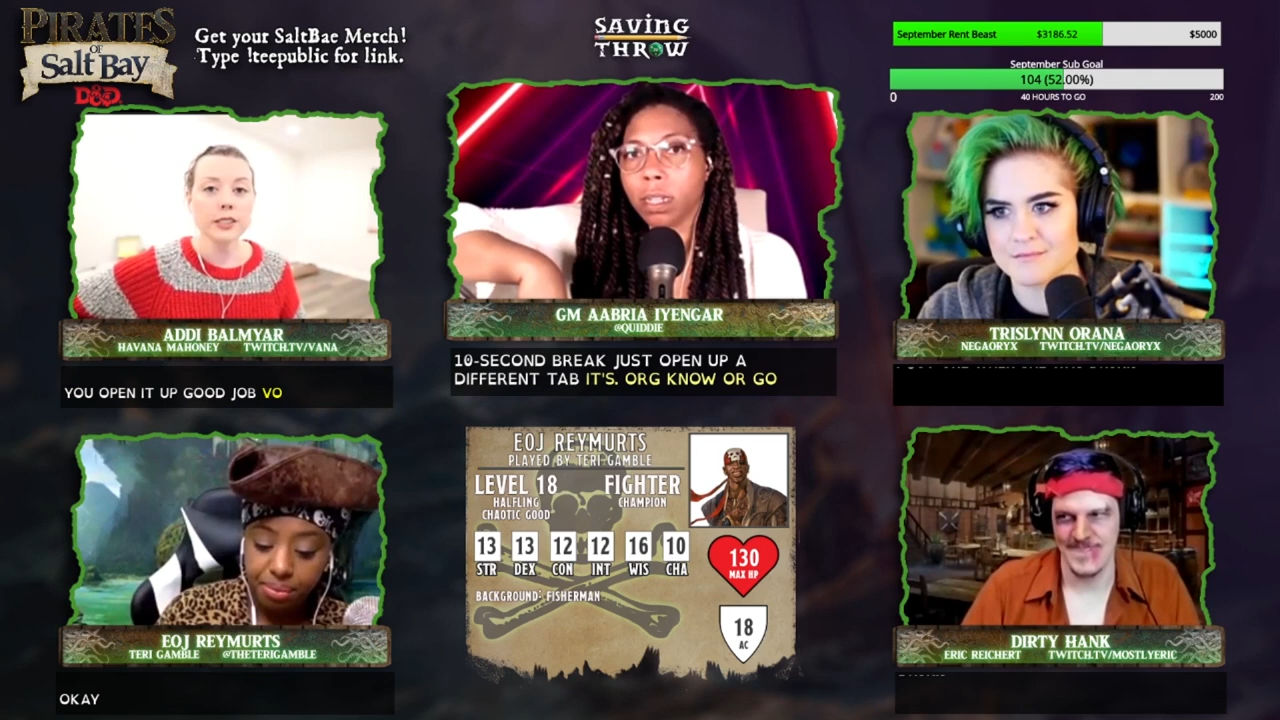 PIRATES
OF
Salt Bay
D&D
Get your SaltBae Merch!
Type !teepublic for link.
SAVING
THROW
September Rent Beast $3186.52 $5000
September Sub Goal
104 (52.00%)
0 40 HOURS TO GO 200
ADDI BALMYAR
HAVANA MAHONEY TWITCH.TV/VANA
YOU OPEN IT UP GOOD JOB VO
GM AABRIA IYENGAR
@QUIDDIE
10-SECOND BREAK JUST OPEN UP A
DIFFERENT TAB IT'S. ORG KNOW OR GO
TRISLYNN ORANA
NEGAORYX TWITCH.TV/NEGAORYX
EOJ REYMURTS
TERI GAMBLE @THETERIGAMBLE
OKAY
EOJ REYMURTS
PLAYED BY TERI GAMBLE
LEVEL 18 FIGHTER
HALFLING CHAMPION
CHAOTIC GOOD
13 13 12 12 16 10
STR DEX CON INT WIS CHA
BACKGROUND: FISHERMAN
130
MAX HP
18
AC
DIRTY HANK
ERIC REICHERT TWITCH.TV/MOSTLYERIC